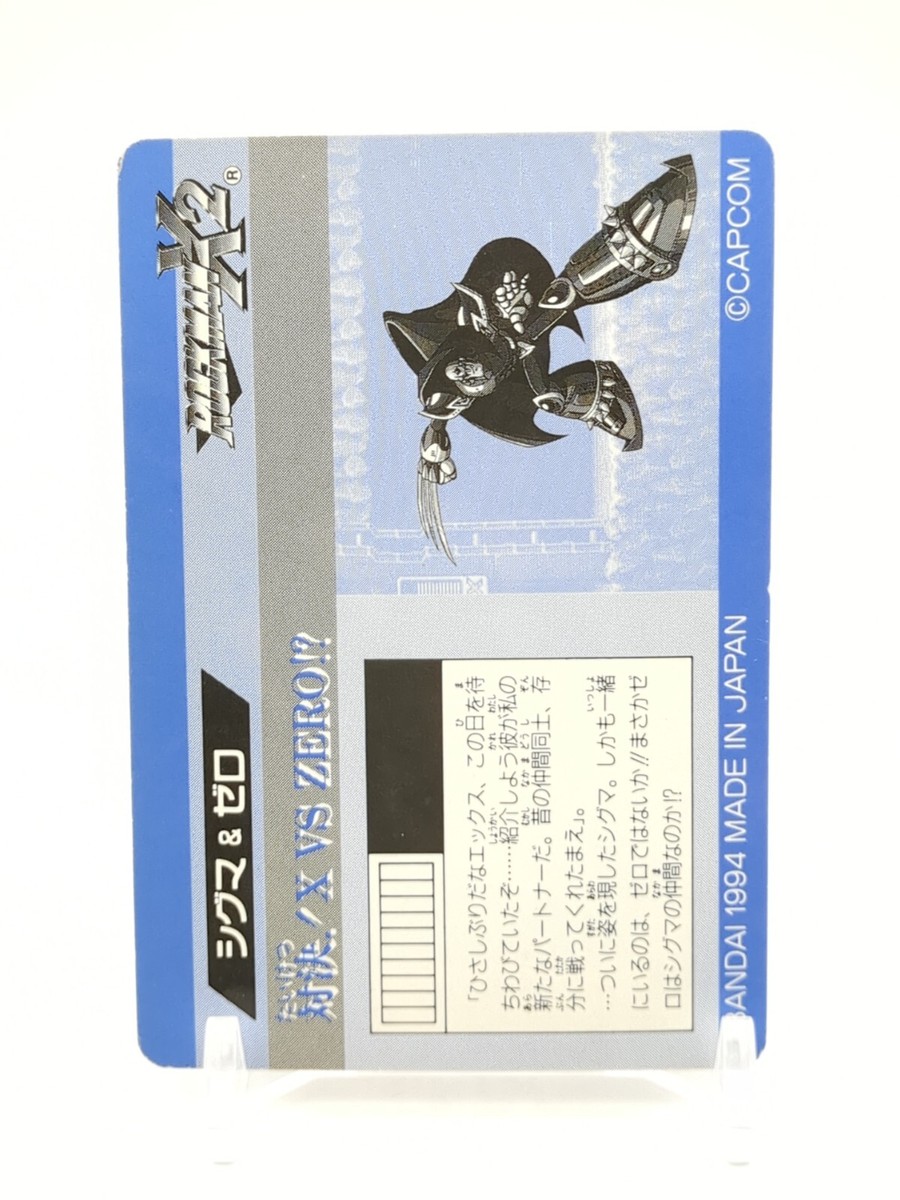 シグマ & ゼロ
ROCKMAN X2 ®
たいけつ
対決!X VS ZERO!?
「ひさしぶりだなエックス、この日を待
ちわびていたぞ……紹介しよう彼が私の
新たなパートナーだ。昔の仲間同士、存
分に戦ってくれたまえ」。
…ついに姿を現したシグマ。しかも一緒
にいるのは、ゼロではないか!!まさかゼ
ロはシグマの仲間なのか!?
BANDAI 1994 MADE IN JAPAN
©CAPCOM